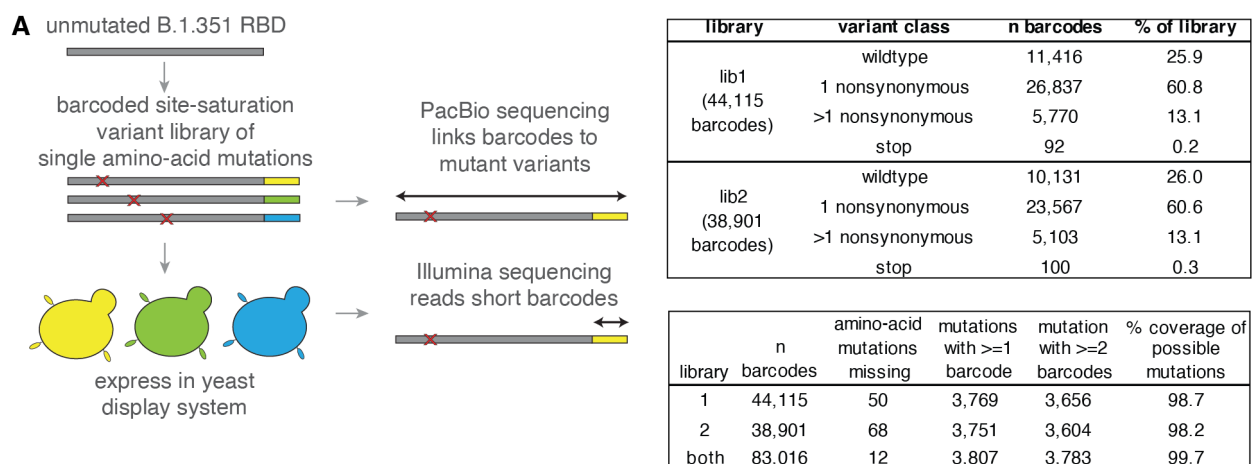 A
unmutated B.1.351 RBD
barcoded site-saturation
variant library of
single amino-acid mutations
express in yeast
display system
PacBio sequencing
links barcodes to
mutant variants
Illumina sequencing
reads short barcodes
library variant class n barcodes % of library
lib1
(44,115
barcodes)
wildtype 11,416 25.9
1 nonsynonymous 26,837 60.8
>1 nonsynonymous 5,770 13.1
stop 92 0.2
lib2
(38,901
barcodes)
wildtype 10,131 26.0
1 nonsynonymous 23,567 60.6
>1 nonsynonymous 5,103 13.1
stop 100 0.3
library
n
barcodes
amino-acid
mutations
missing
mutations
with >=1
barcode
mutation
with >=2
barcodes
% coverage of
possible
mutations
1 44,115 50 3,769 3,656 98.7
2 38,901 68 3,751 3,604 98.2
both 83,016 12 3,807 3,783 99.7